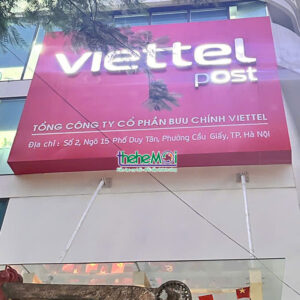 viettel
post
TỔNG CÔNG TY CỔ PHẦN BƯU CHÍNH VIETTEL
Địa chỉ : Số 2, Ngõ 15 Phố Duy Tân, Phường Cầu Giấy, TP. Hà Nội
thehemOi